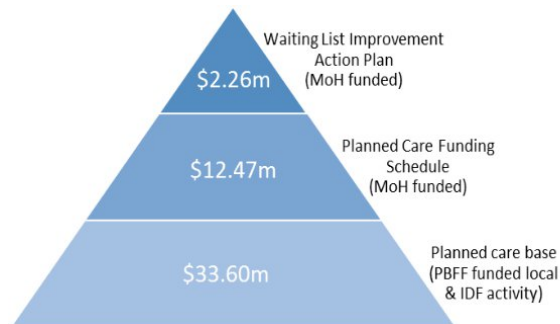 Waiting List Improvement
Action Plan
(MoH funded)
$2.26m
Planned Care Funding
Schedule
(MoH funded)
$12.47m
Planned care base
(PBFF funded local
& IDF activity)
$33.60m